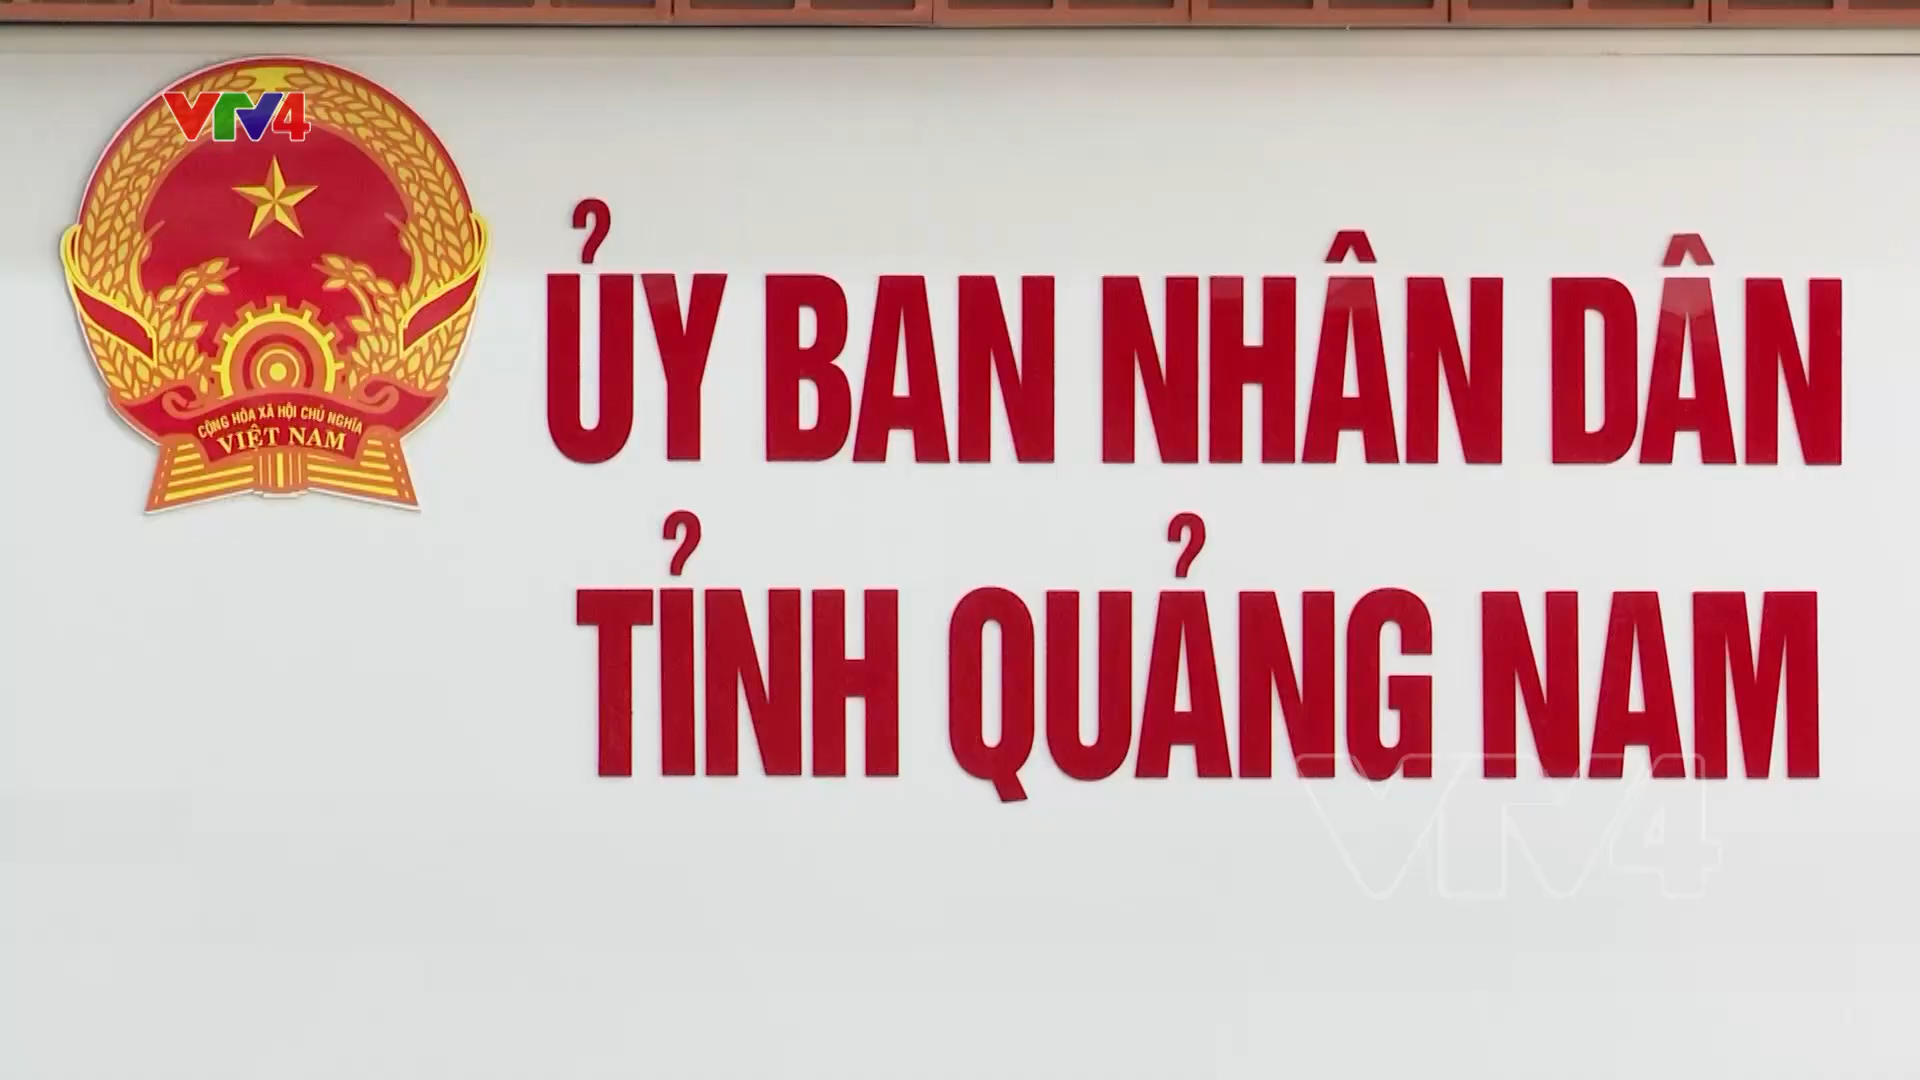 VTV4
CỘNG HÒA XÃ HỘI CHỦ NGHĨA
VIỆT NAM
ỦY BAN NHÂN DÂN
TỈNH QUẢNG NAM
VTV4